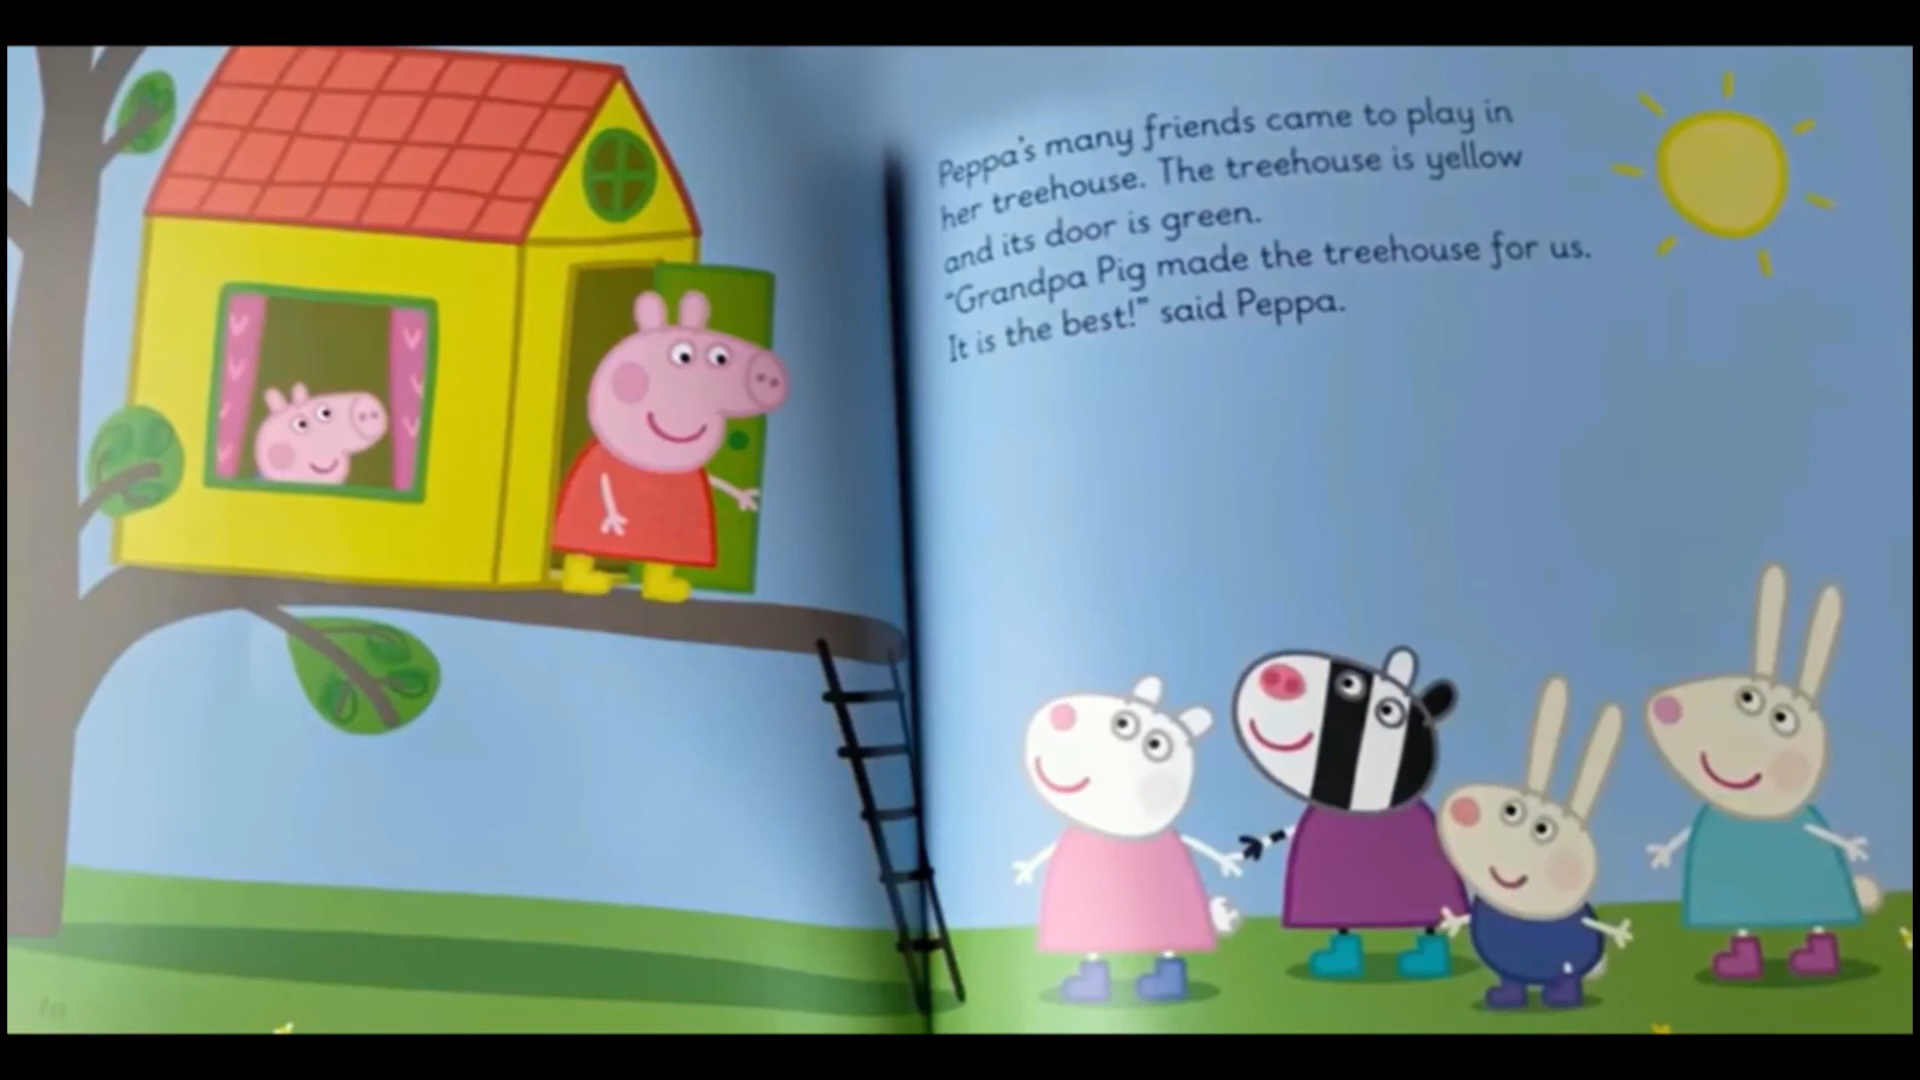 Peppa's many friends came to play in
her treehouse. The treehouse is yellow
and its door is green.
"Grandpa Pig made the treehouse for us.
It is the best!" said Peppa.